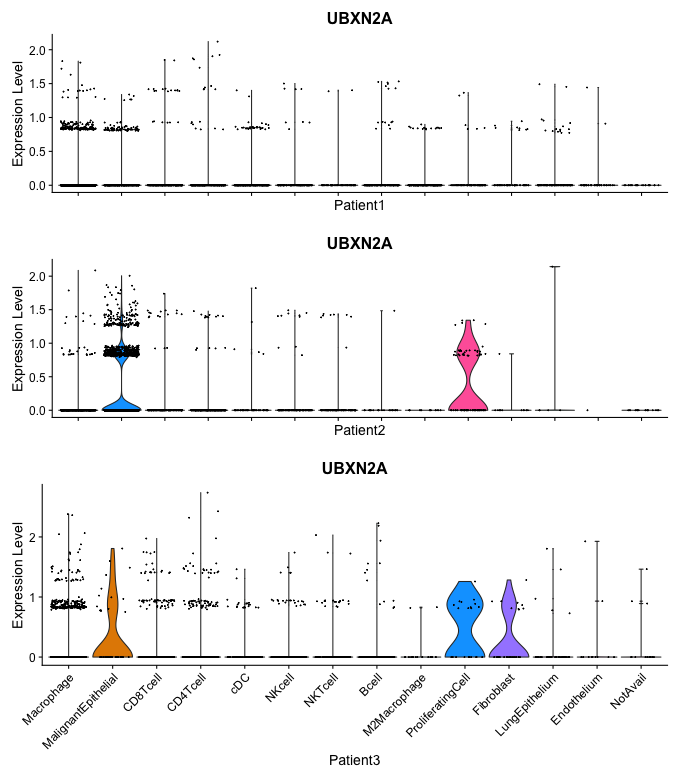 UBXN2A
Expression Level
2.0
1.5
1.0
0.5
0.0
Patient1
UBXN2A
Expression Level
2.0
1.5
1.0
0.5
0.0
Patient2
UBXN2A
Expression Level
2
1
0
Macrophage
MalignantEpithelial
CD8Tcell
CD4Tcell
cDC
NKcell
NKTcell
Bcell
M2Macrophage
ProliferatingCell
Fibroblast
LungEpithelium
Endothelium
NotAvail
Patient3